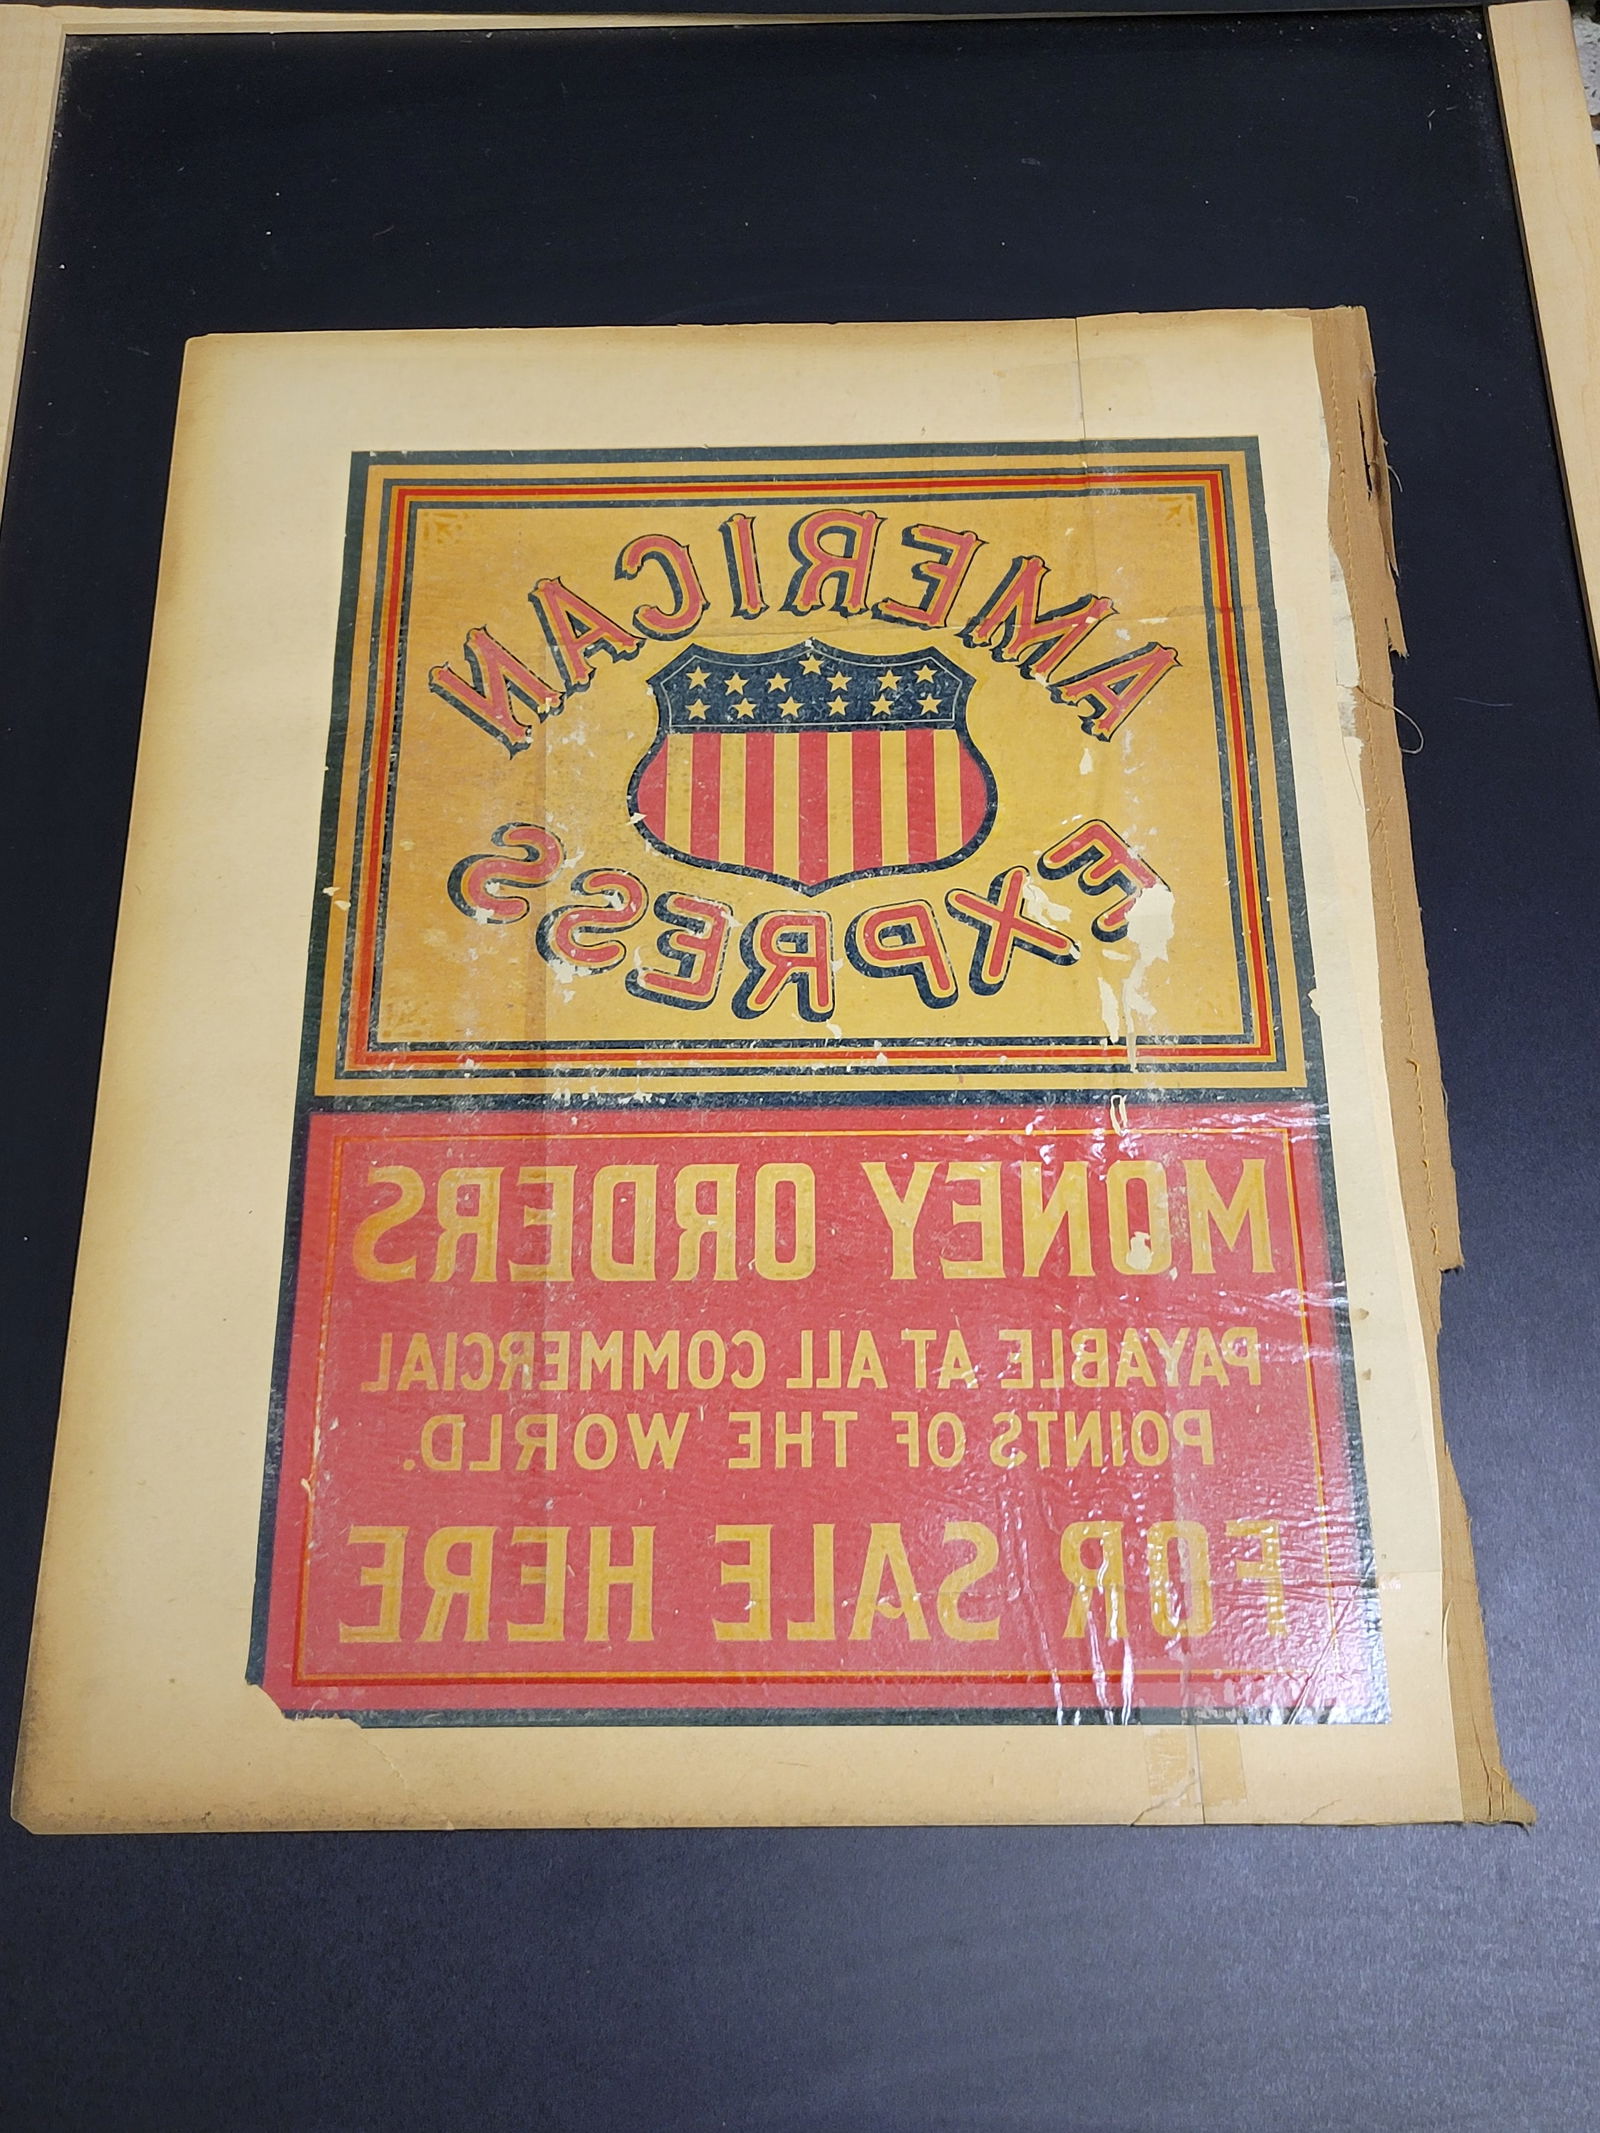 AMERICAN
EXPRESS
MONEY ORDERS
PAYABLE AT ALL COMMERCIAL
POINTS OF THE WORLD.
FOR SALE HERE